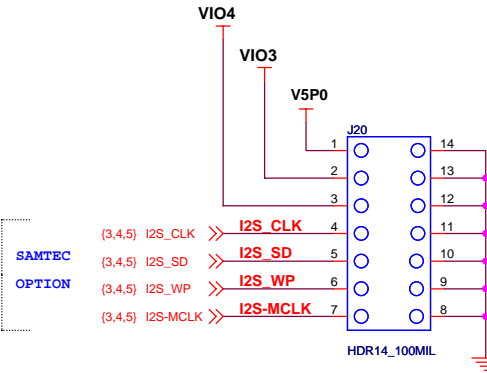 VIO4
VIO3
V5P0
J20
1 14
2 13
3 12
{3,4,5} I2S_CLK I2S_CLK 4 11
SAMTEC {3,4,5} I2S_SD I2S_SD 5 10
OPTION {3,4,5} I2S_WP I2S_WP 6 9
{3,4,5} I2S-MCLK I2S-MCLK 7 8
HDR14_100MIL